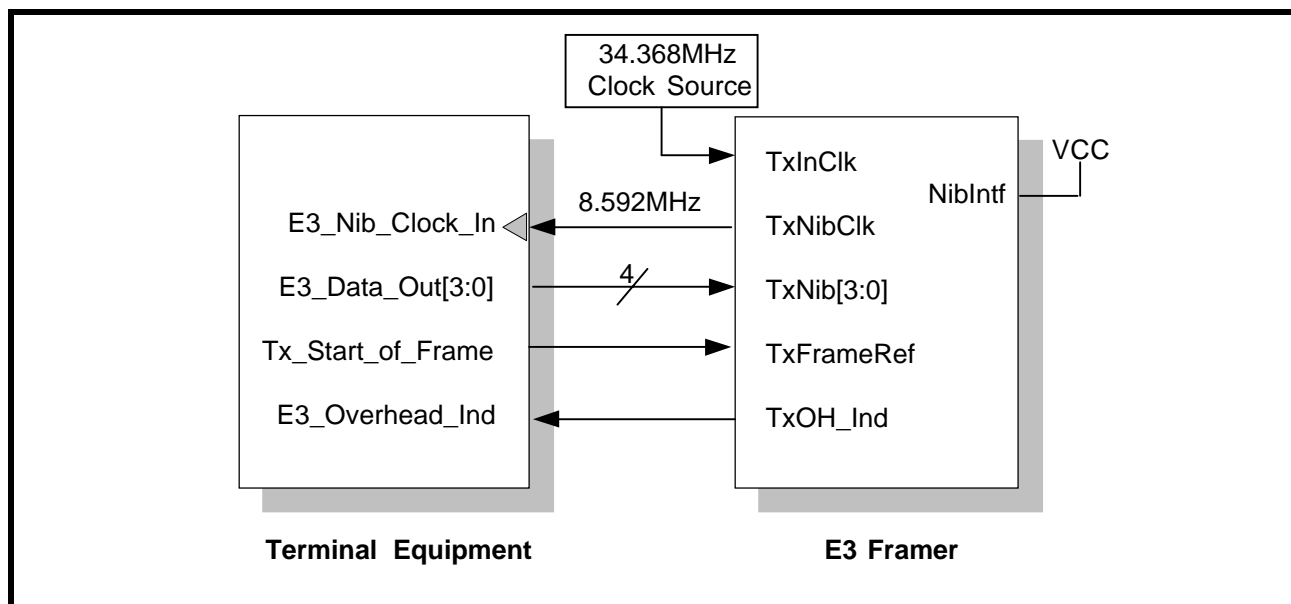 34.368MHz
Clock Source
TxInClk
VCC
NibIntf
8.592MHz
E3_Nib_Clock_In
TxNibClk
E3_Data_Out[3:0]
4
TxNib[3:0]
Tx_Start_of_Frame
TxFrameRef
E3_Overhead_Ind
TxOH_Ind
Terminal Equipment
E3 Framer